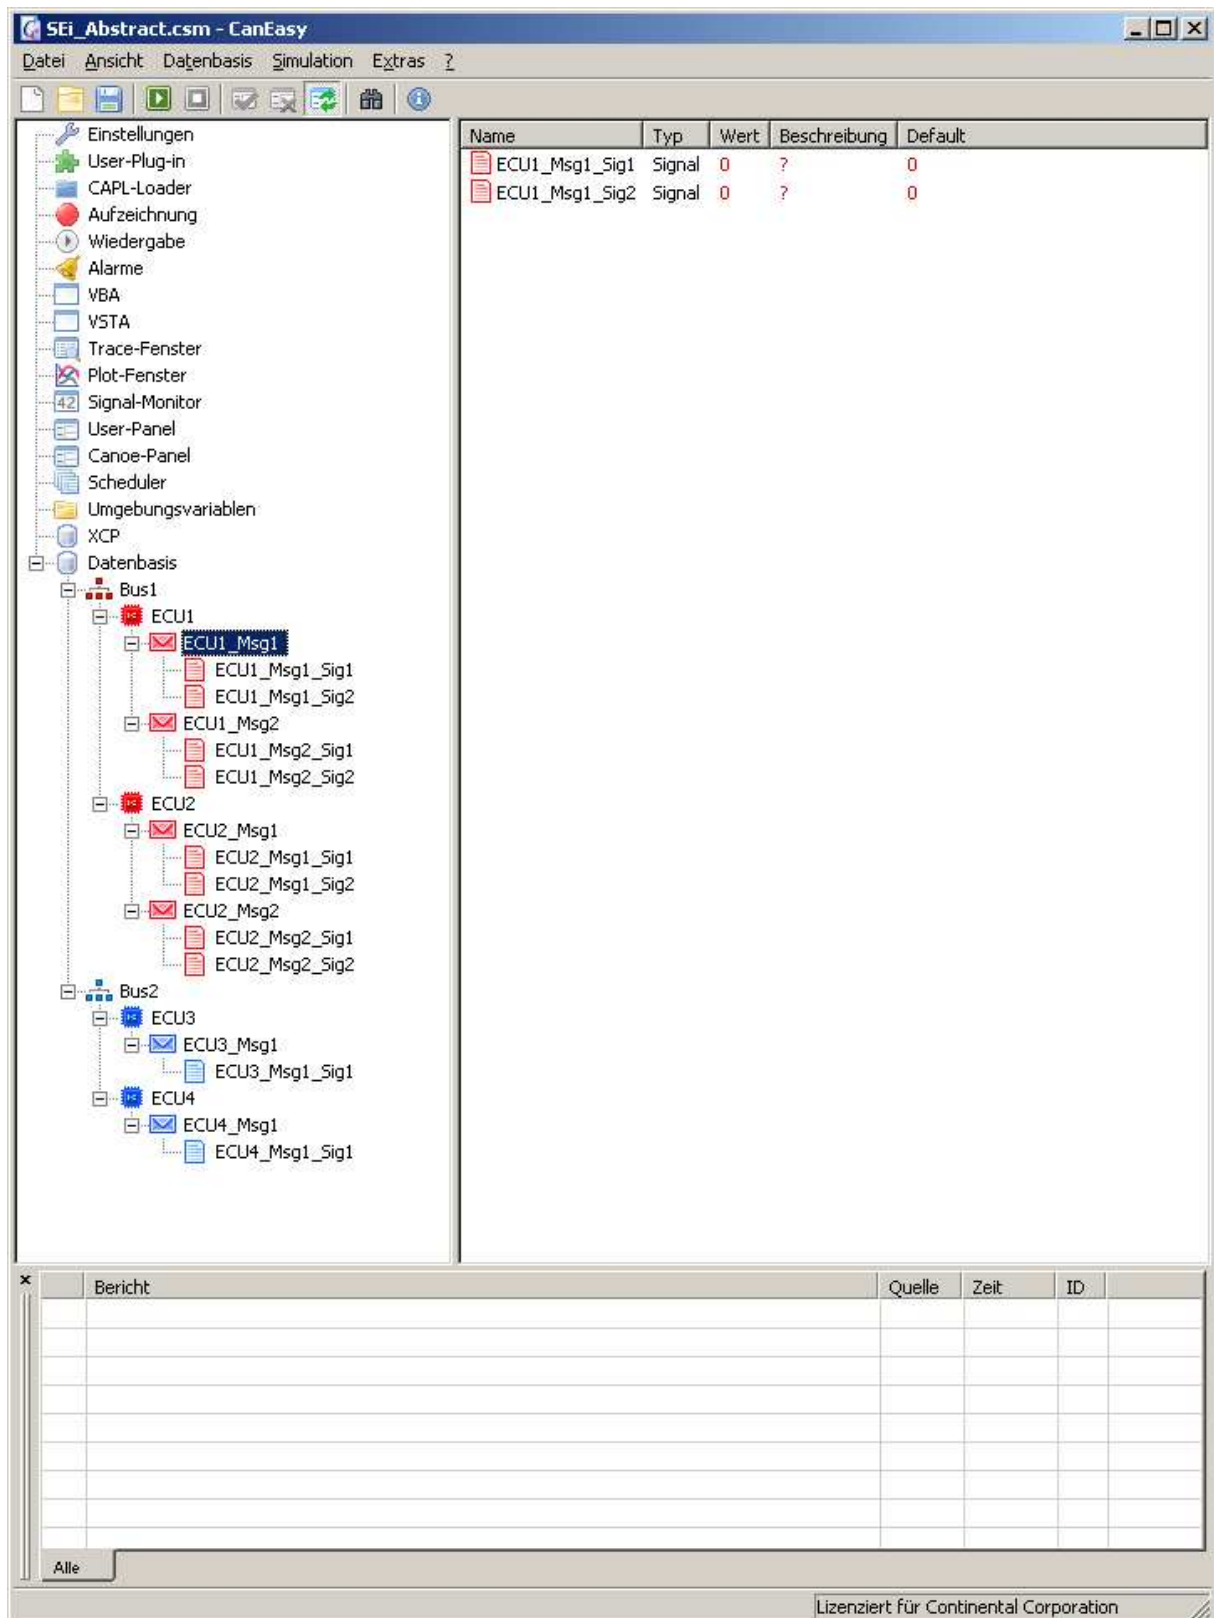 SEi_Abstract.csm - CanEasy
Datei Ansicht Datenbasis Simulation Extras ?
Einstellungen
User-Plug-in
CAPL-Loader
Aufzeichnung
Wiedergabe
Alarme
VBA
VSTA
Trace-Fenster
Plot-Fenster
42 Signal-Monitor
User-Panel
Canoe-Panel
Scheduler
Umgebungsvariablen
XCP
Datenbasis
Bus1
ECU1
ECU1_Msg1
ECU1_Msg1_Sig1
ECU1_Msg1_Sig2
ECU1_Msg2
ECU1_Msg2_Sig1
ECU1_Msg2_Sig2
ECU2
ECU2_Msg1
ECU2_Msg1_Sig1
ECU2_Msg1_Sig2
ECU2_Msg2
ECU2_Msg2_Sig1
ECU2_Msg2_Sig2
Bus2
ECU3
ECU3_Msg1
ECU3_Msg1_Sig1
ECU4
ECU4_Msg1
ECU4_Msg1_Sig1
Name Typ Wert Beschreibung Default
ECU1_Msg1_Sig1 Signal 0 ? 0
ECU1_Msg1_Sig2 Signal 0 ? 0
Bericht Quelle Zeit ID
Alle
Lizenziert für Continental Corporation